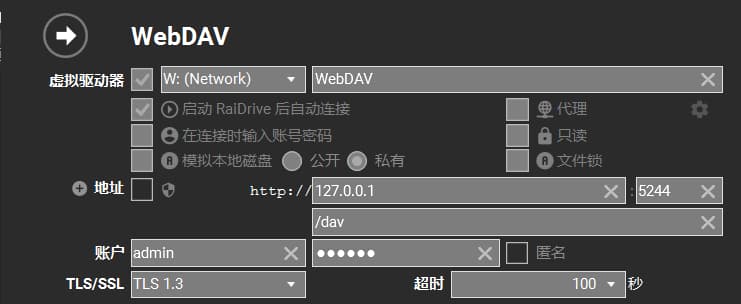 WebDAV
虚拟驱动器 W: (Network) WebDAV
启动 RaiDrive 后自动连接 代理
在连接时输入账号密码 只读
模拟本地磁盘 公开 私有 文件锁
地址 http:// 127.0.0.1 : 5244
/dav
账户 admin •••••• 匿名
TLS/SSL TLS 1.3 超时 100 秒